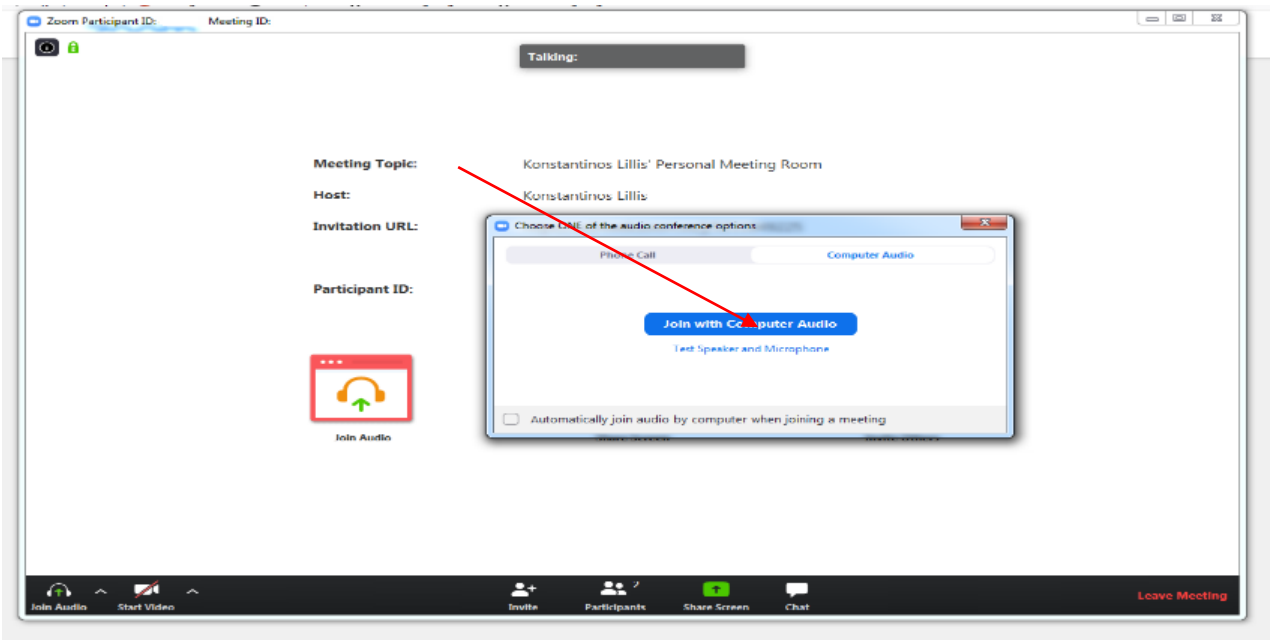 Zoom Participant ID: Meeting ID:
Talking:
Meeting Topic: Konstantinos Lillis' Personal Meeting Room
Host: Konstantinos Lillis
Invitation URL:
Choose ONE of the audio conference options
Phone Call Computer Audio
Participant ID:
Join with Computer Audio
Test Speaker and Microphone
Automatically join audio by computer when joining a meeting
Join Audio
Join Audio Start Video Invite Participants 2 Share Screen Chat Leave Meeting